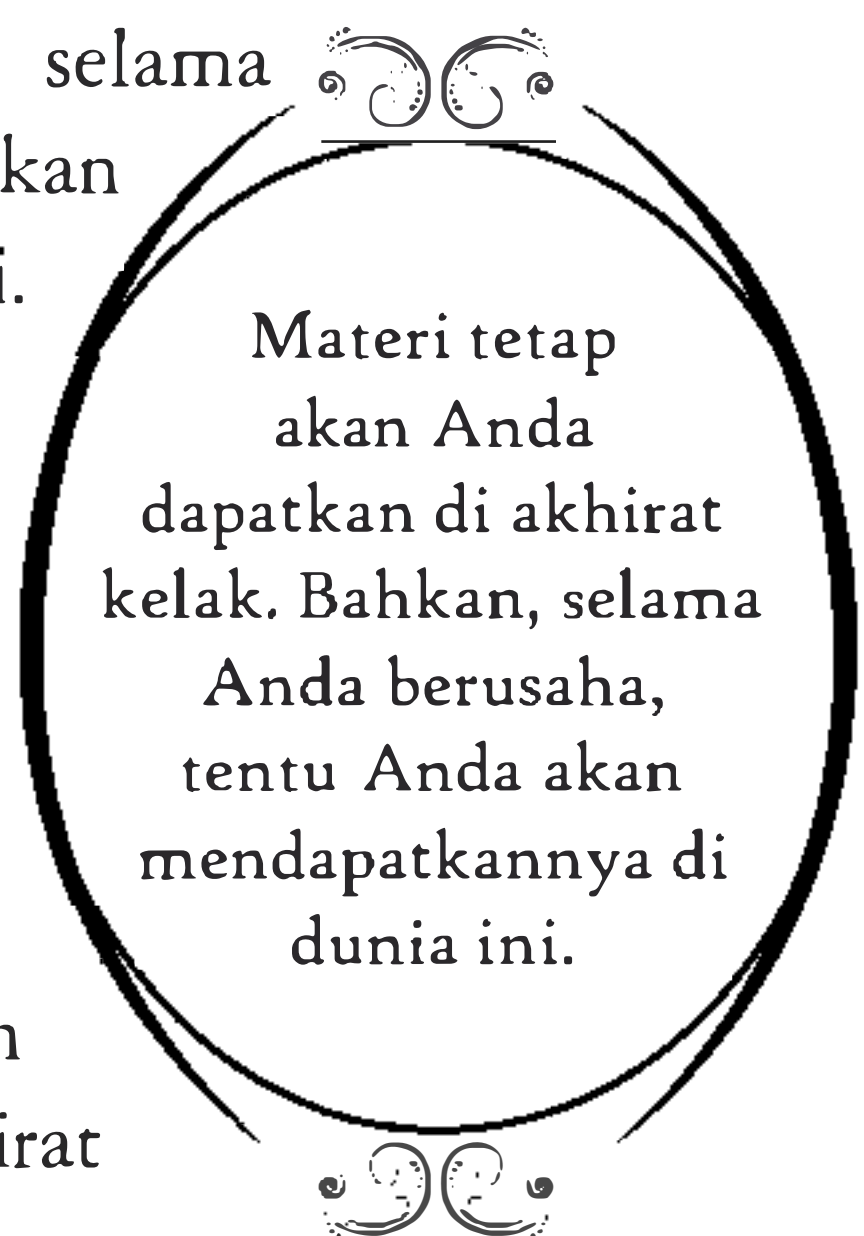 selama
kan
i.
Materi tetap
akan Anda
dapatkan di akhirat
kelak. Bahkan, selama
Anda berusaha,
tentu Anda akan
mendapatkannya di
dunia ini.
n
irat